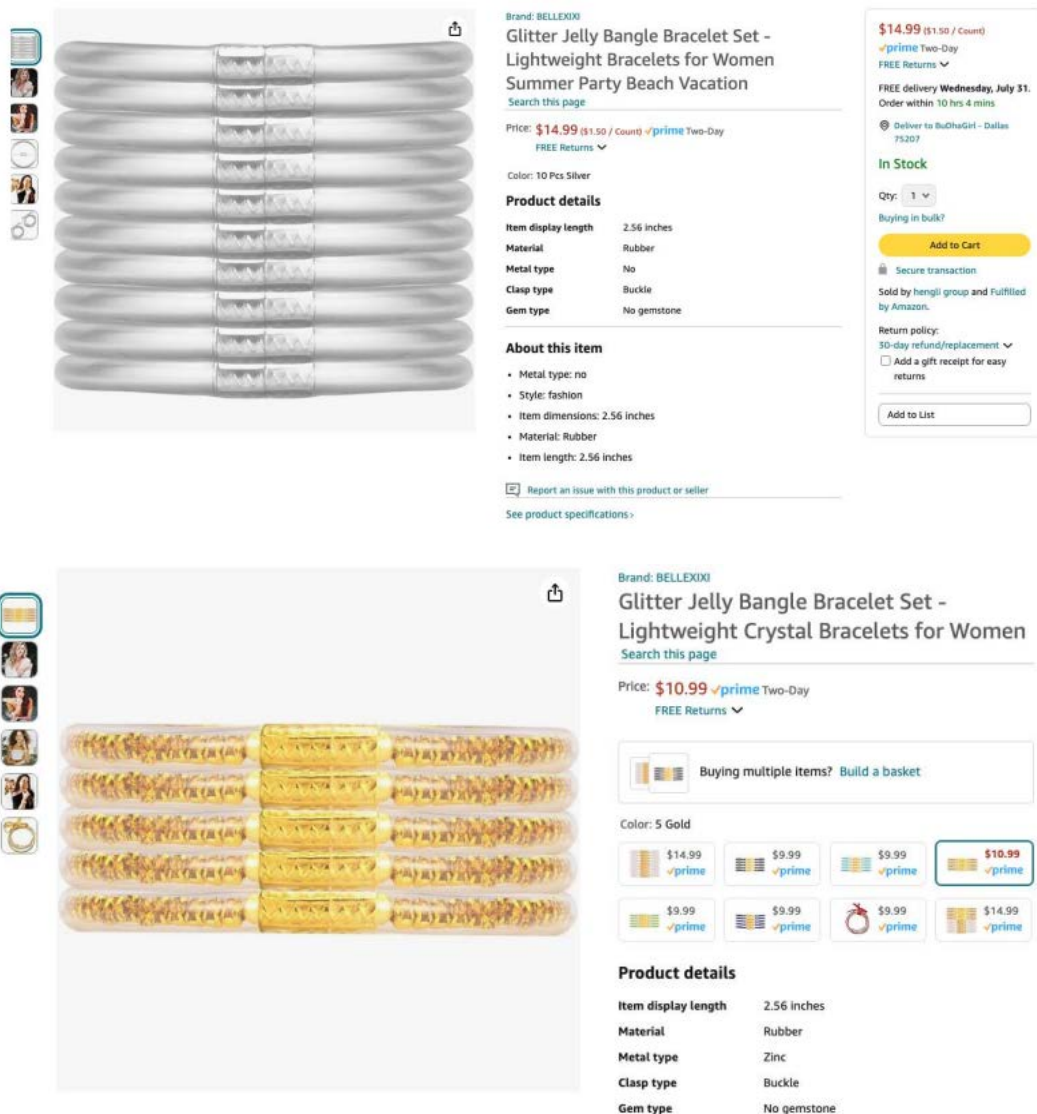 Brand: BELLEXIXI
Glitter Jelly Bangle Bracelet Set -
Lightweight Bracelets for Women
Summer Party Beach Vacation
Search this page
Price: $14.99 ($1.50 / Count) prime Two-Day
FREE Returns
Color: 10 Pcs Silver
Product details
Item display length 2.56 inches
Material Rubber
Metal type No
Clasp type Buckle
Gem type No gemstone
About this item
• Metal type: no
• Style: fashion
• Item dimensions: 2.56 inches
• Material: Rubber
• Item length: 2.56 inches
Report an issue with this product or seller
See product specifications ›
$14.99 ($1.50 / Count)
prime Two-Day
FREE Returns
FREE delivery Wednesday, July 31.
Order within 10 hrs 4 mins
Deliver to BuDhaGirl - Dallas
75207
In Stock
Qty: 1
Buying in bulk?
Add to Cart
Secure transaction
Sold by hengli group and Fulfilled
by Amazon.
Return policy:
30-day refund/replacement
Add a gift receipt for easy
returns
Add to List
Brand: BELLEXIXI
Glitter Jelly Bangle Bracelet Set -
Lightweight Crystal Bracelets for Women
Search this page
Price: $10.99 prime Two-Day
FREE Returns
Buying multiple items? Build a basket
Color: 5 Gold
$14.99 $9.99 $9.99 $10.99
prime prime prime prime
$9.99 $9.99 $9.99 $14.99
prime prime prime prime
Product details
Item display length 2.56 inches
Material Rubber
Metal type Zinc
Clasp type Buckle
Gem type No gemstone